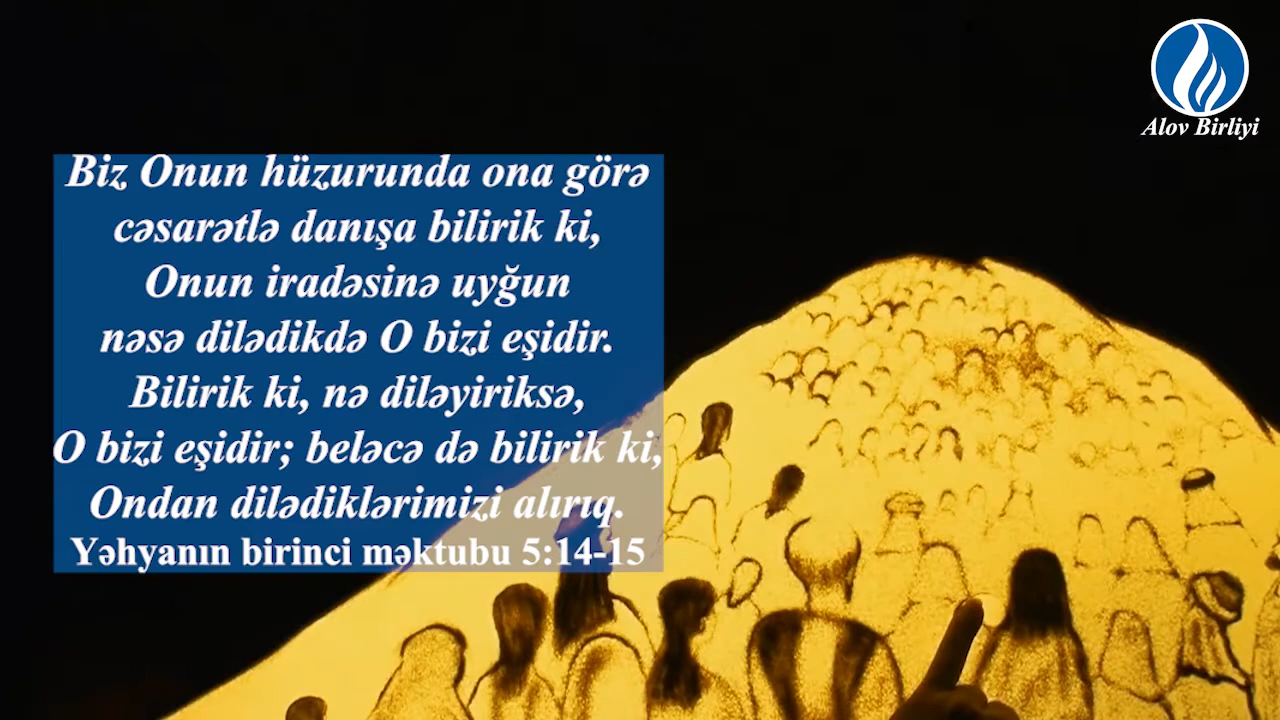 Alov Birliyi
Biz Onun hüzurunda ona görə
cəsarətlə danışa bilirik ki,
Onun iradəsinə uyğun
nəsə dilədikdə O bizi eşidir.
Bilirik ki, nə diləyiriksə,
O bizi eşidir; beləcə də bilirik ki,
Ondan dilədiklərimizi alırıq.
Yəhyanın birinci məktubu 5:14-15